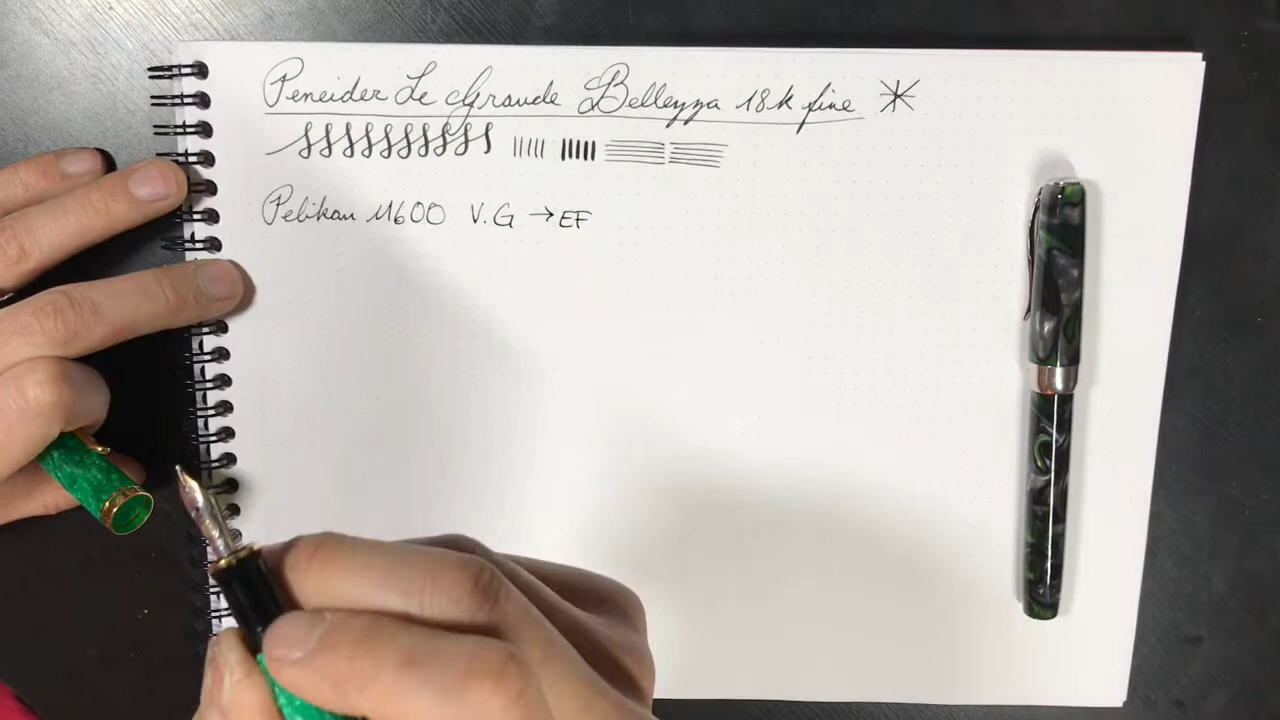 Peneider Le Grande Bellezza 18k fine
Pelikan M600 V.G → EF